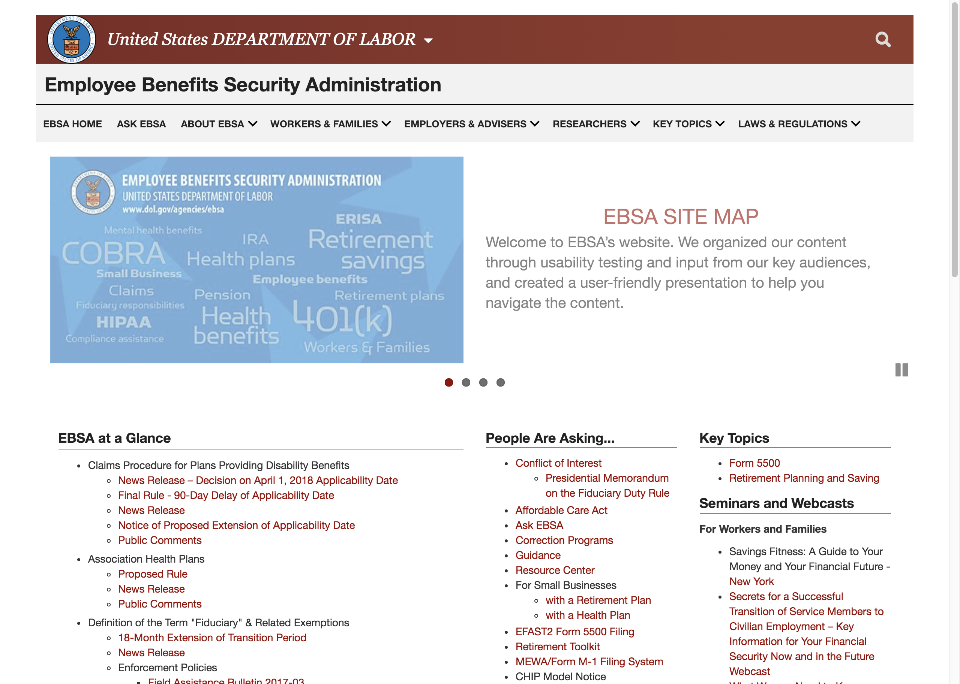 United States DEPARTMENT OF LABOR
Employee Benefits Security Administration
EBSA HOME ASK EBSA ABOUT EBSA WORKERS & FAMILIES EMPLOYERS & ADVISERS RESEARCHERS KEY TOPICS LAWS & REGULATIONS
EMPLOYEE BENEFITS SECURITY ADMINISTRATION
UNITED STATES DEPARTMENT OF LABOR
www.dol.gov/agencies/ebsa
ERISA
Mental health benefits
IRA
Retirement
savings
COBRA
Health plans
Small Business
Employee benefits
Claims
Pension
Retirement plans
Fiduciary responsibilities
HIPAA
Health
benefits
401(k)
Compliance assistance
Workers & Families
EBSA SITE MAP
Welcome to EBSA's website. We organized our content
through usability testing and input from our key audiences,
and created a user-friendly presentation to help you
navigate the content.
EBSA at a Glance
Claims Procedure for Plans Providing Disability Benefits
News Release – Decision on April 1, 2018 Applicability Date
Final Rule - 90-Day Delay of Applicability Date
News Release
Notice of Proposed Extension of Applicability Date
Public Comments
Association Health Plans
Proposed Rule
News Release
Public Comments
Definition of the Term "Fiduciary" & Related Exemptions
18-Month Extension of Transition Period
News Release
Enforcement Policies
Field Assistance Bulletin 2017-03
People Are Asking...
Conflict of Interest
Presidential Memorandum
on the Fiduciary Duty Rule
Affordable Care Act
Ask EBSA
Correction Programs
Guidance
Resource Center
For Small Businesses
with a Retirement Plan
with a Health Plan
EFAST2 Form 5500 Filing
Retirement Toolkit
MEWA/Form M-1 Filing System
CHIP Model Notice
Key Topics
Form 5500
Retirement Planning and Saving
Seminars and Webcasts
For Workers and Families
Savings Fitness: A Guide to Your
Money and Your Financial Future -
New York
Secrets for a Successful
Transition of Service Members to
Civilian Employment – Key
Information for Your Financial
Security Now and in the Future
Webcast